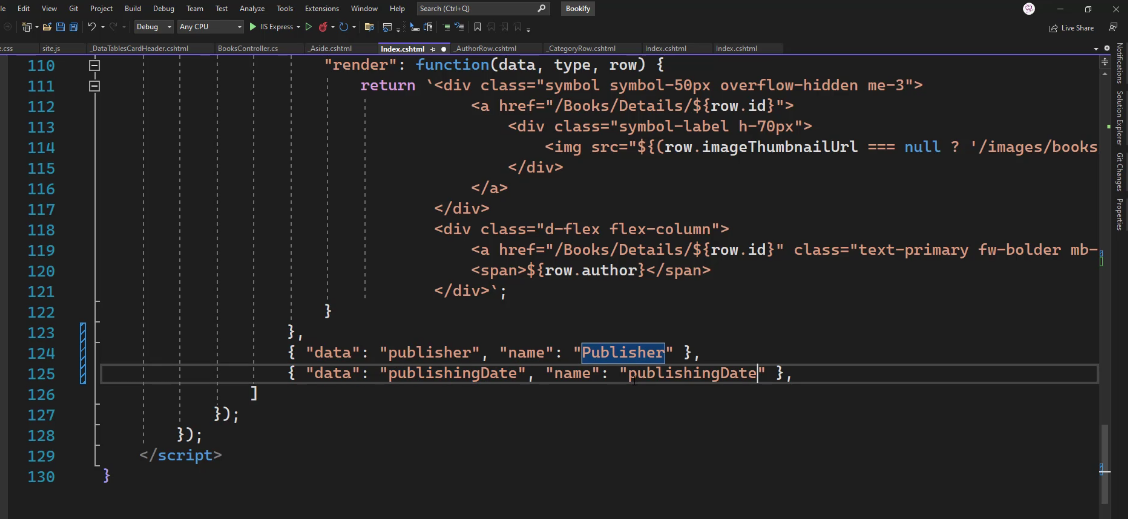 le Edit View Git Project Build Debug Team Test Analyze Tools Extensions Window Help Search (Ctrl+Q) Bookify
Debug Any CPU IIS Express Live Share
e.css site.js _DataTablesCardHeader.cshtml BooksController.cs _Aside.cshtml Index.cshtml _AuthorRow.cshtml _CategoryRow.cshtml Index.cshtml Index.cshtml
110 "render": function(data, type, row) {
111 return `<div class="symbol symbol-50px overflow-hidden me-3">
112 <a href="/Books/Details/${row.id}">
113 <div class="symbol-label h-70px">
114 <img src="${(row.imageThumbnailUrl === null ? '/images/books
115 </div>
116 </a>
117 </div>
118 <div class="d-flex flex-column">
119 <a href="/Books/Details/${row.id}" class="text-primary fw-bolder mb-
120 <span>${row.author}</span>
121 </div>`;
122 }
123 },
124 { "data": "publisher", "name": "Publisher" },
125 { "data": "publishingDate", "name": "publishingDate" },
126 ]
127 });
128 });
129 </script>
130 }
Notifications
Solution Explorer
Git Changes
Properties